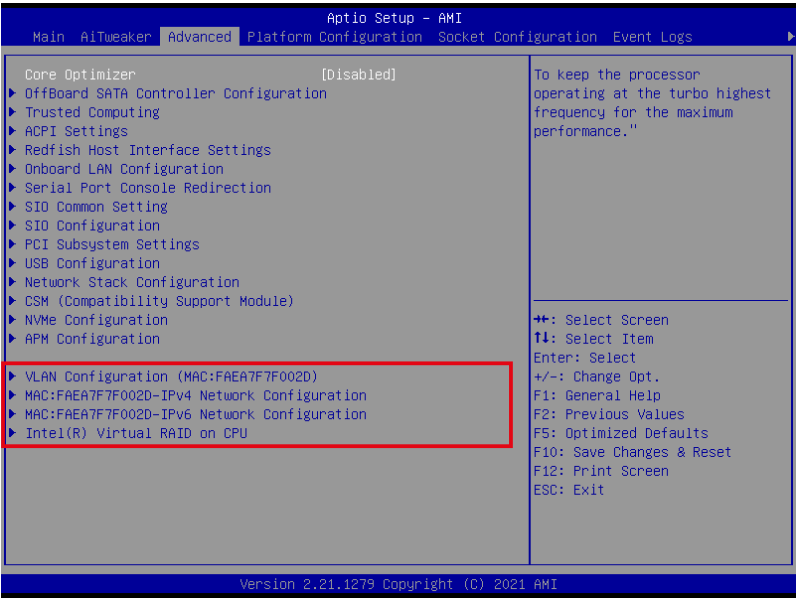 Aptio Setup – AMI
Main AiTweaker Advanced Platform Configuration Socket Configuration Event Logs
Core Optimizer [Disabled]
OffBoard SATA Controller Configuration
Trusted Computing
ACPI Settings
Redfish Host Interface Settings
Onboard LAN Configuration
Serial Port Console Redirection
SIO Common Setting
SIO Configuration
PCI Subsystem Settings
USB Configuration
Network Stack Configuration
CSM (Compatibility Support Module)
NVMe Configuration
APM Configuration
VLAN Configuration (MAC:FAEA7F7F002D)
MAC:FAEA7F7F002D-IPv4 Network Configuration
MAC:FAEA7F7F002D-IPv6 Network Configuration
Intel(R) Virtual RAID on CPU
To keep the processor
operating at the turbo highest
frequency for the maximum
performance."
→←: Select Screen
↑↓: Select Item
Enter: Select
+/-: Change Opt.
F1: General Help
F2: Previous Values
F5: Optimized Defaults
F10: Save Changes & Reset
F12: Print Screen
ESC: Exit
Version 2.21.1279 Copyright (C) 2021 AMI